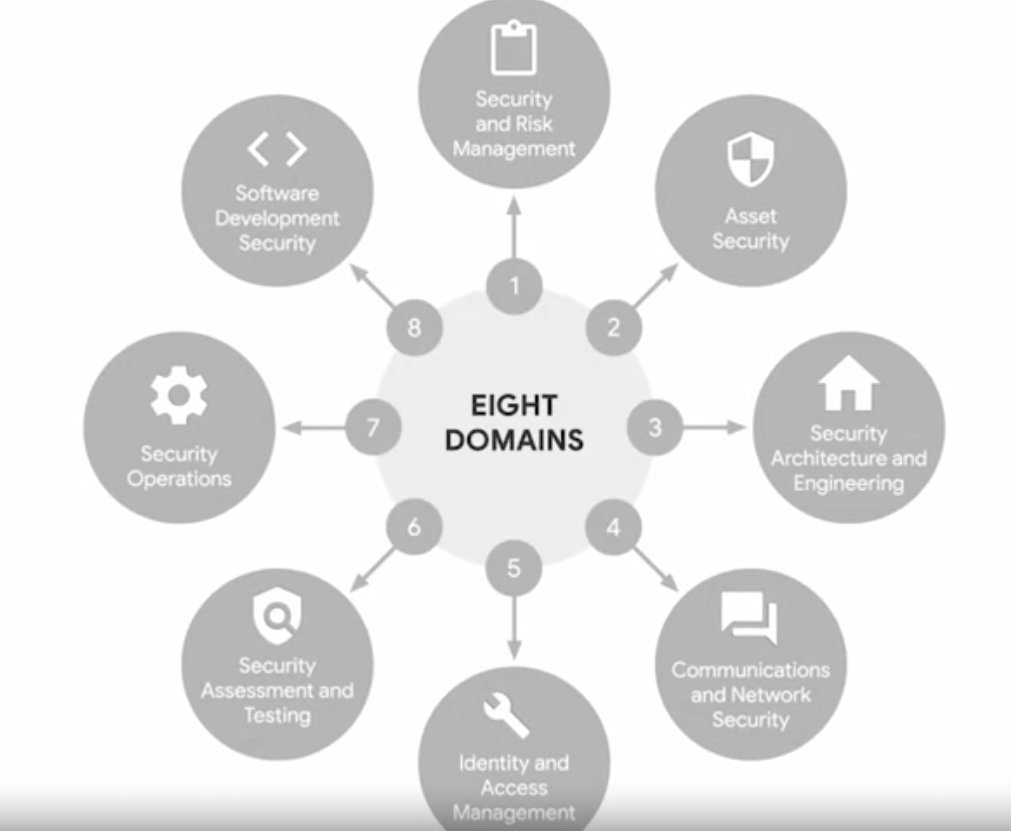 EIGHT
DOMAINS
1
Security
and Risk
Management
2
Asset
Security
3
Security
Architecture and
Engineering
4
Communications
and Network
Security
5
Identity and
Access
Management
6
Security
Assessment and
Testing
7
Security
Operations
8
Software
Development
Security